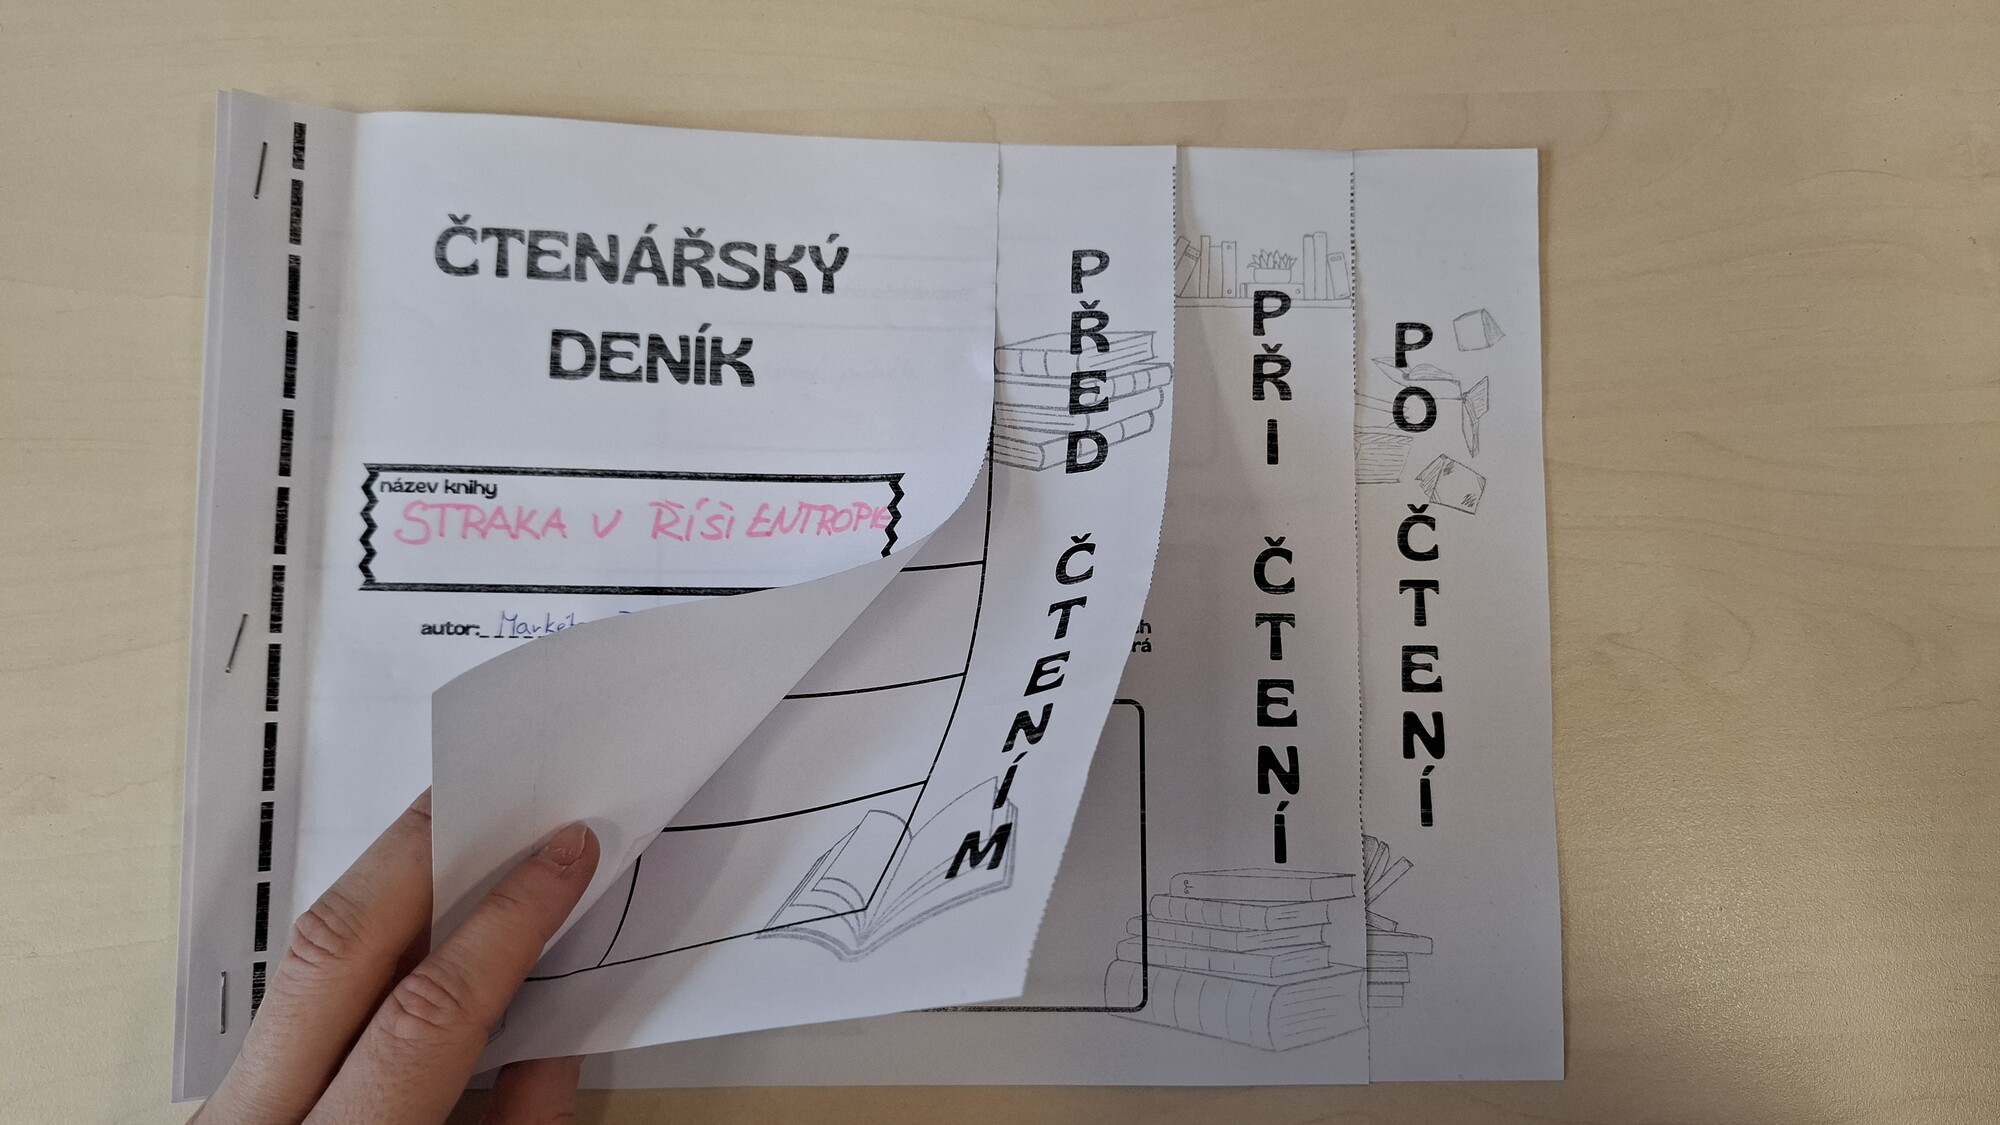 ČTENÁŘSKÝ
DENÍK
název knihy
STRAKA V ŘÍŠI ENTROPIE
autor:
PŘED ČTENÍM
PŘI ČTENÍ
PO ČTENÍ